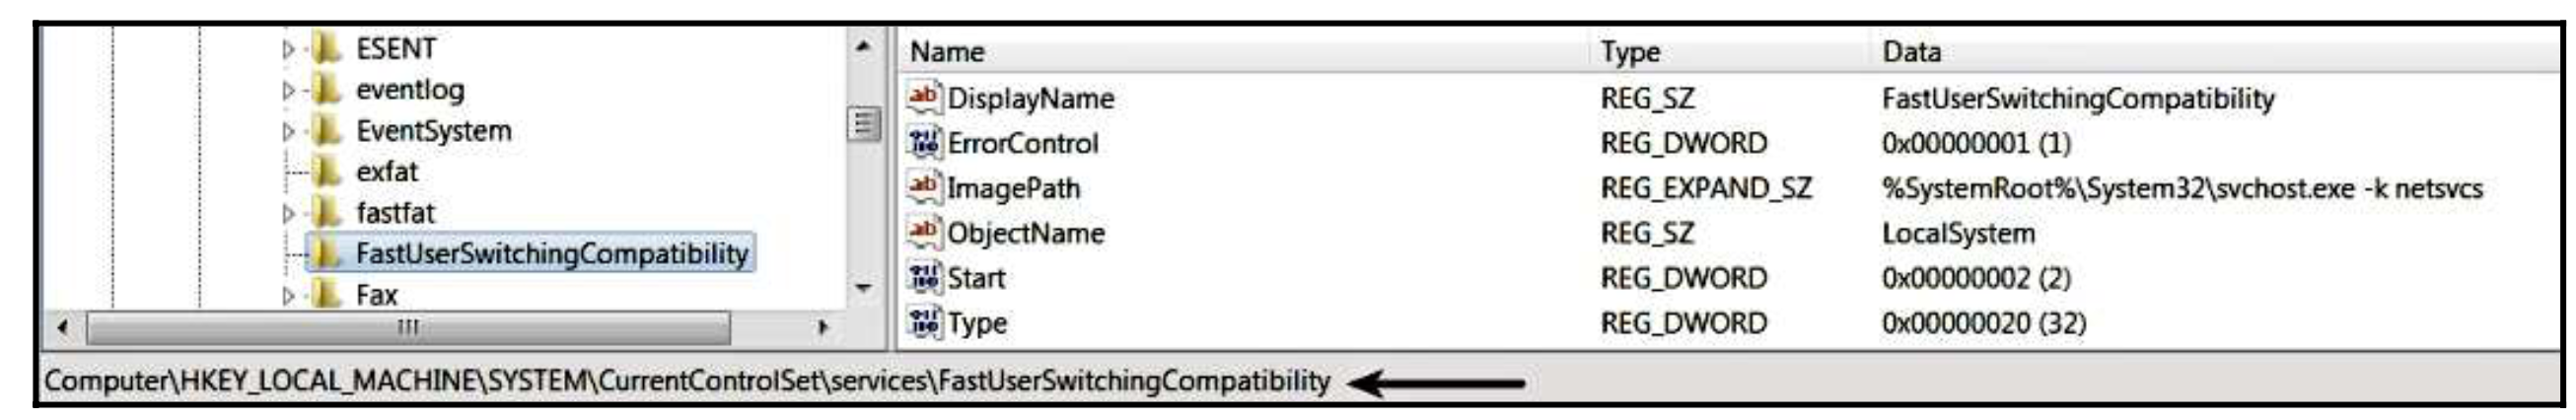 ESENT
eventlog
EventSystem
exfat
fastfat
FastUserSwitchingCompatibility
Fax
Name Type Data
DisplayName REG_SZ FastUserSwitchingCompatibility
ErrorControl REG_DWORD 0x00000001 (1)
ImagePath REG_EXPAND_SZ %SystemRoot%\System32\svchost.exe -k netsvcs
ObjectName REG_SZ LocalSystem
Start REG_DWORD 0x00000002 (2)
Type REG_DWORD 0x00000020 (32)
Computer\HKEY_LOCAL_MACHINE\SYSTEM\CurrentControlSet\services\FastUserSwitchingCompatibility